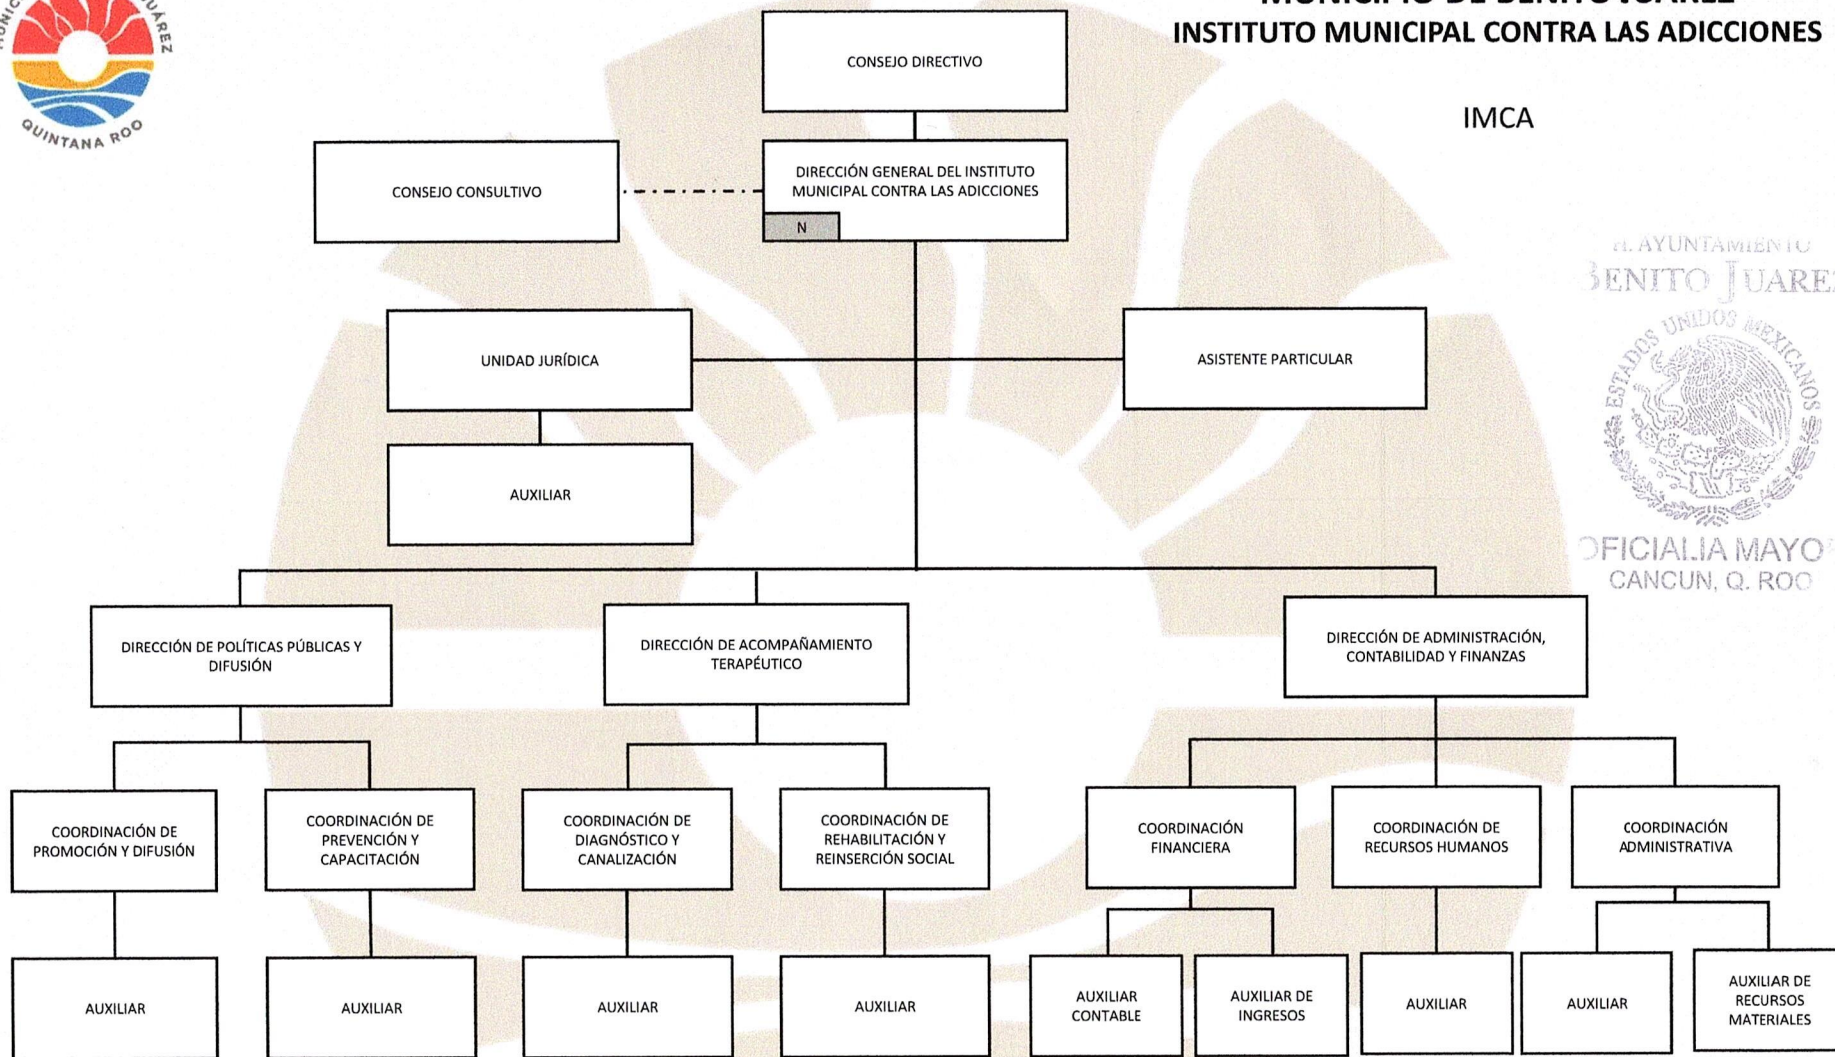 QUINTANA ROO
INSTITUTO MUNICIPAL CONTRA LAS ADICCIONES
IMCA
CONSEJO DIRECTIVO
CONSEJO CONSULTIVO
DIRECCIÓN GENERAL DEL INSTITUTO
MUNICIPAL CONTRA LAS ADICCIONES
N
H. AYUNTAMIENTO
ESTADOS UNIDOS MEXICANOS
CANCUN, Q. ROO
UNIDAD JURÍDICA
ASISTENTE PARTICULAR
AUXILIAR
DIRECCIÓN DE POLÍTICAS PÚBLICAS Y
DIFUSIÓN
DIRECCIÓN DE ACOMPAÑAMIENTO
TERAPÉUTICO
DIRECCIÓN DE ADMINISTRACIÓN,
CONTABILIDAD Y FINANZAS
COORDINACIÓN DE
PROMOCIÓN Y DIFUSIÓN
COORDINACIÓN DE
PREVENCIÓN Y
CAPACITACIÓN
COORDINACIÓN DE
DIAGNÓSTICO Y
CANALIZACIÓN
COORDINACIÓN DE
REHABILITACIÓN Y
REINSERCIÓN SOCIAL
COORDINACIÓN
FINANCIERA
COORDINACIÓN DE
RECURSOS HUMANOS
COORDINACIÓN
ADMINISTRATIVA
AUXILIAR
AUXILIAR
AUXILIAR
AUXILIAR
AUXILIAR
CONTABLE
AUXILIAR DE
INGRESOS
AUXILIAR
AUXILIAR
AUXILIAR DE
RECURSOS
MATERIALES